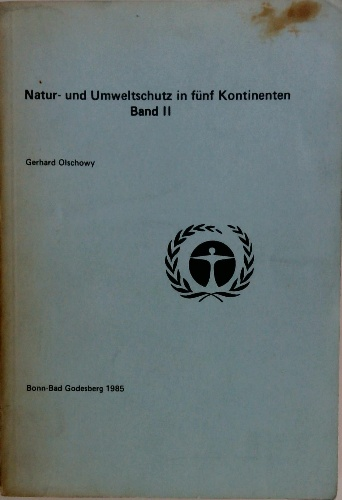 Natur- und Umweltschutz in fünf Kontinenten
Band II
Gerhard Olschowy
Bonn-Bad Godesberg 1985